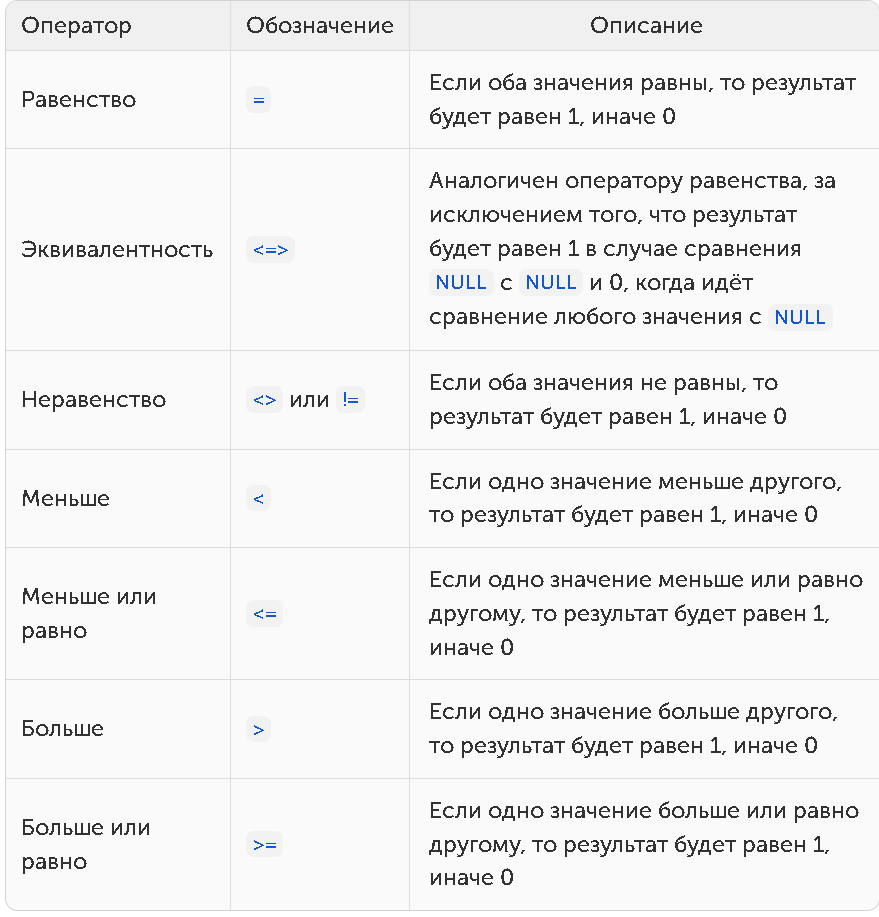 Оператор Обозначение Описание
Равенство = Если оба значения равны, то результат
будет равен 1, иначе 0
Эквивалентность <=> Аналогичен оператору равенства, за
исключением того, что результат
будет равен 1 в случае сравнения
NULL с NULL и 0, когда идёт
сравнение любого значения с NULL
Неравенство <> или != Если оба значения не равны, то
результат будет равен 1, иначе 0
Меньше < Если одно значение меньше другого,
то результат будет равен 1, иначе 0
Меньше или
равно
<=
Если одно значение меньше или равно
другому, то результат будет равен 1,
иначе 0
Больше > Если одно значение больше другого,
то результат будет равен 1, иначе 0
Больше или
равно
>=
Если одно значение больше или равно
другому, то результат будет равен 1,
иначе 0